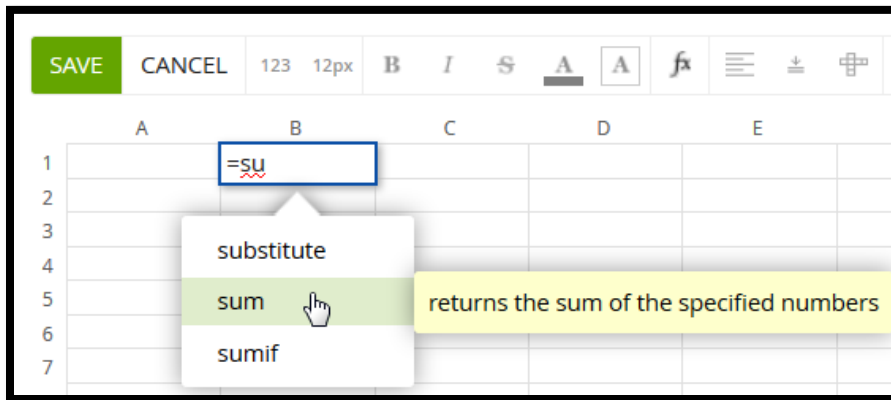 SAVE CANCEL 123 12px B I S A A fx
A B C D E
1 =su
2
3 substitute
4
5 sum returns the sum of the specified numbers
6 sumif
7